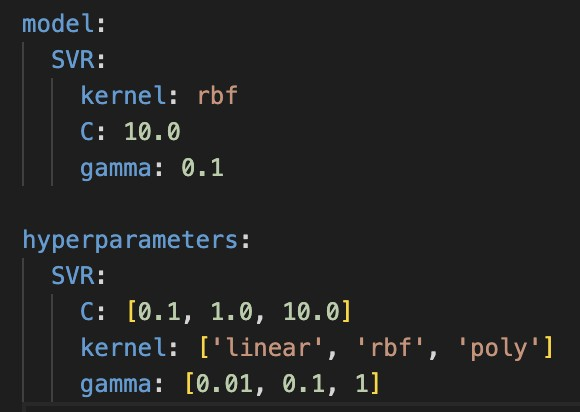 model:
  SVR:
    kernel: rbf
    C: 10.0
    gamma: 0.1

hyperparameters:
  SVR:
    C: [0.1, 1.0, 10.0]
    kernel: ['linear', 'rbf', 'poly']
    gamma: [0.01, 0.1, 1]